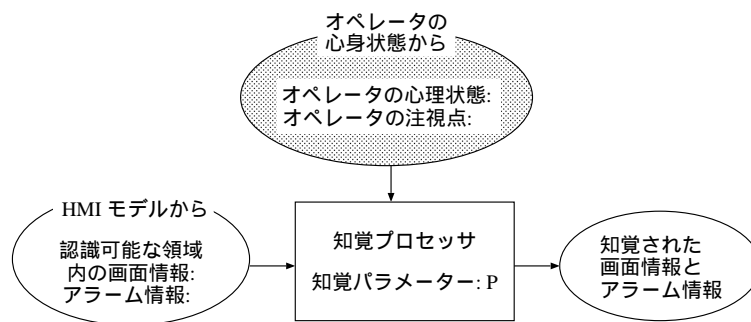 オペレータの
心身状態から
オペレータの心理状態:
オペレータの注視点:
HMI モデルから
認識可能な領域
内の画面情報:
アラーム情報:
知覚プロセッサ
知覚パラメーター: P
知覚された
画面情報と
アラーム情報